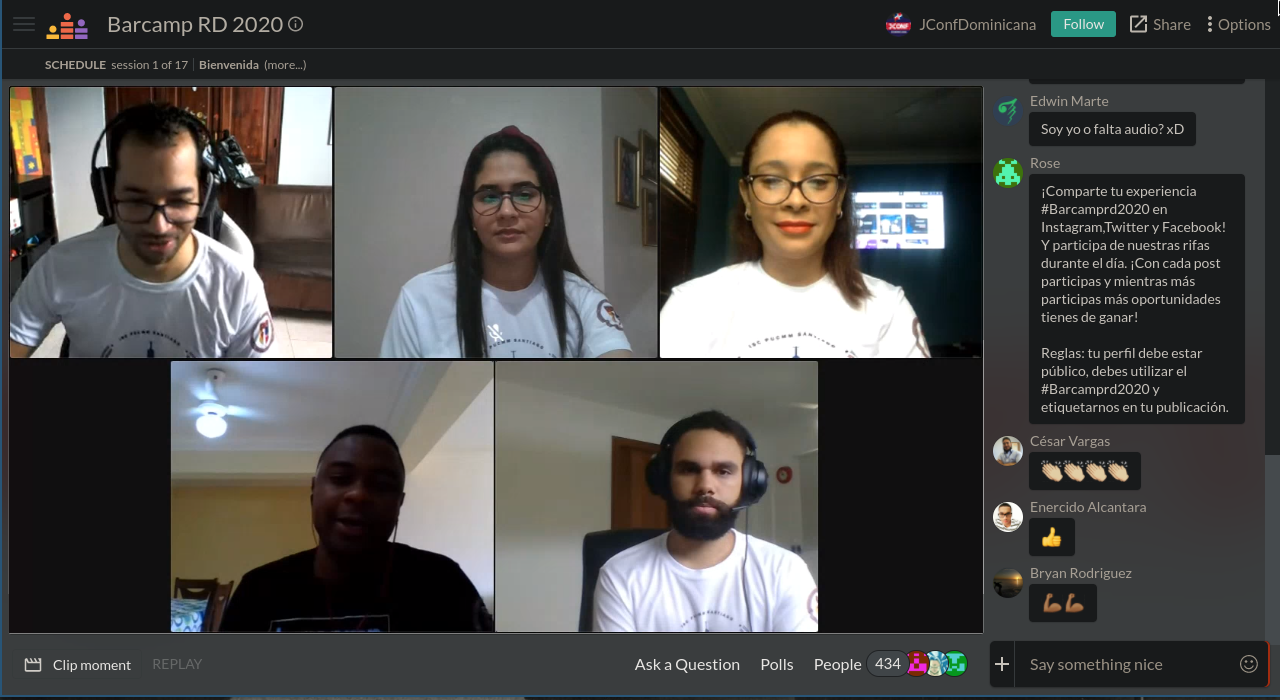 Barcamp RD 2020
JConfDominicana
Follow
Share
Options
SCHEDULE session 1 of 17 | Bienvenida (more...)
Edwin Marte
Soy yo o falta audio? xD
Rose
¡Comparte tu experiencia
#Barcamprd2020 en
Instagram,Twitter y Facebook!
Y participa de nuestras rifas
durante el día. ¡Con cada post
participas y mientras más
participas más oportunidades
tienes de ganar!
Reglas: tu perfil debe estar
público, debes utilizar el
#Barcamprd2020 y
etiquetarnos en tu publicación.
César Vargas
Enercido Alcantara
Bryan Rodriguez
Clip moment
REPLAY
Ask a Question
Polls
People
434
Say something nice